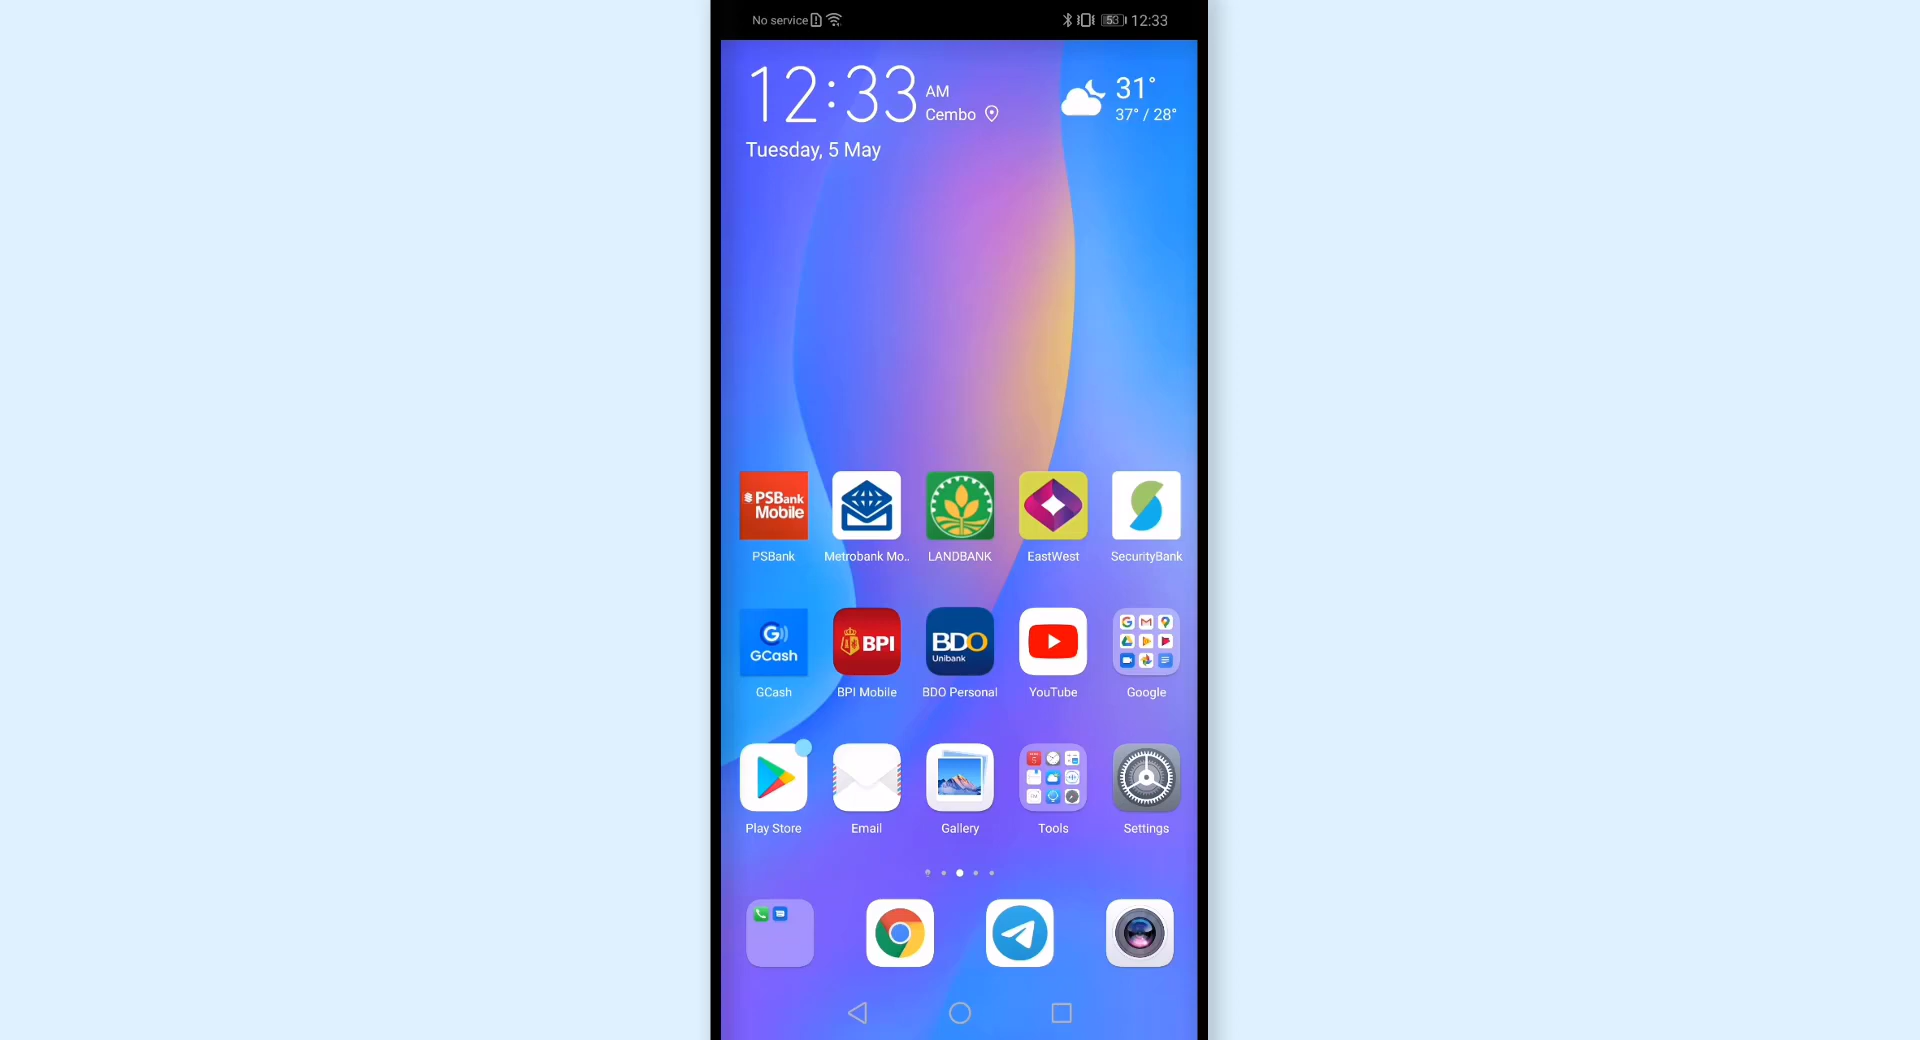 No service 53 12:33
12:33 AM
Cembo
Tuesday, 5 May
31°
37° / 28°
PSBank Mobile
PSBank Metrobank Mo.. LANDBANK EastWest SecurityBank
GCash BPI BDO Unibank
GCash BPI Mobile BDO Personal YouTube Google
Play Store Email Gallery Tools Settings